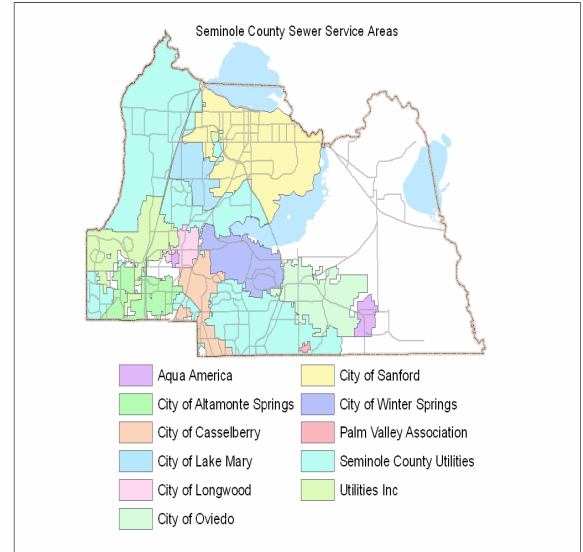 Seminole County Sewer Service Areas
Aqua America
City of Altamonte Springs
City of Casselberry
City of Lake Mary
City of Longwood
City of Oviedo
City of Sanford
City of Winter Springs
Palm Valley Association
Seminole County Utilities
Utilities Inc